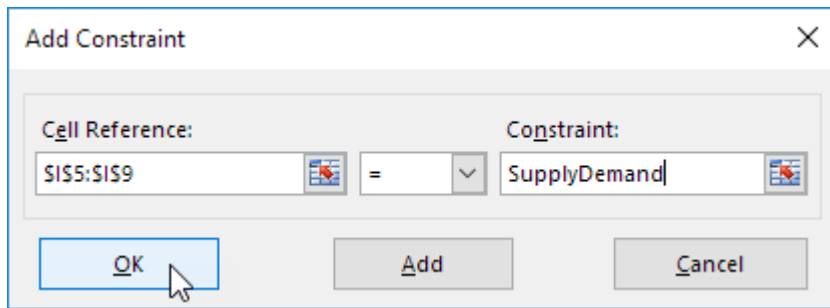 Add Constraint
Cell Reference: Constraint:
$I$5:$I$9 = SupplyDemand
OK Add Cancel